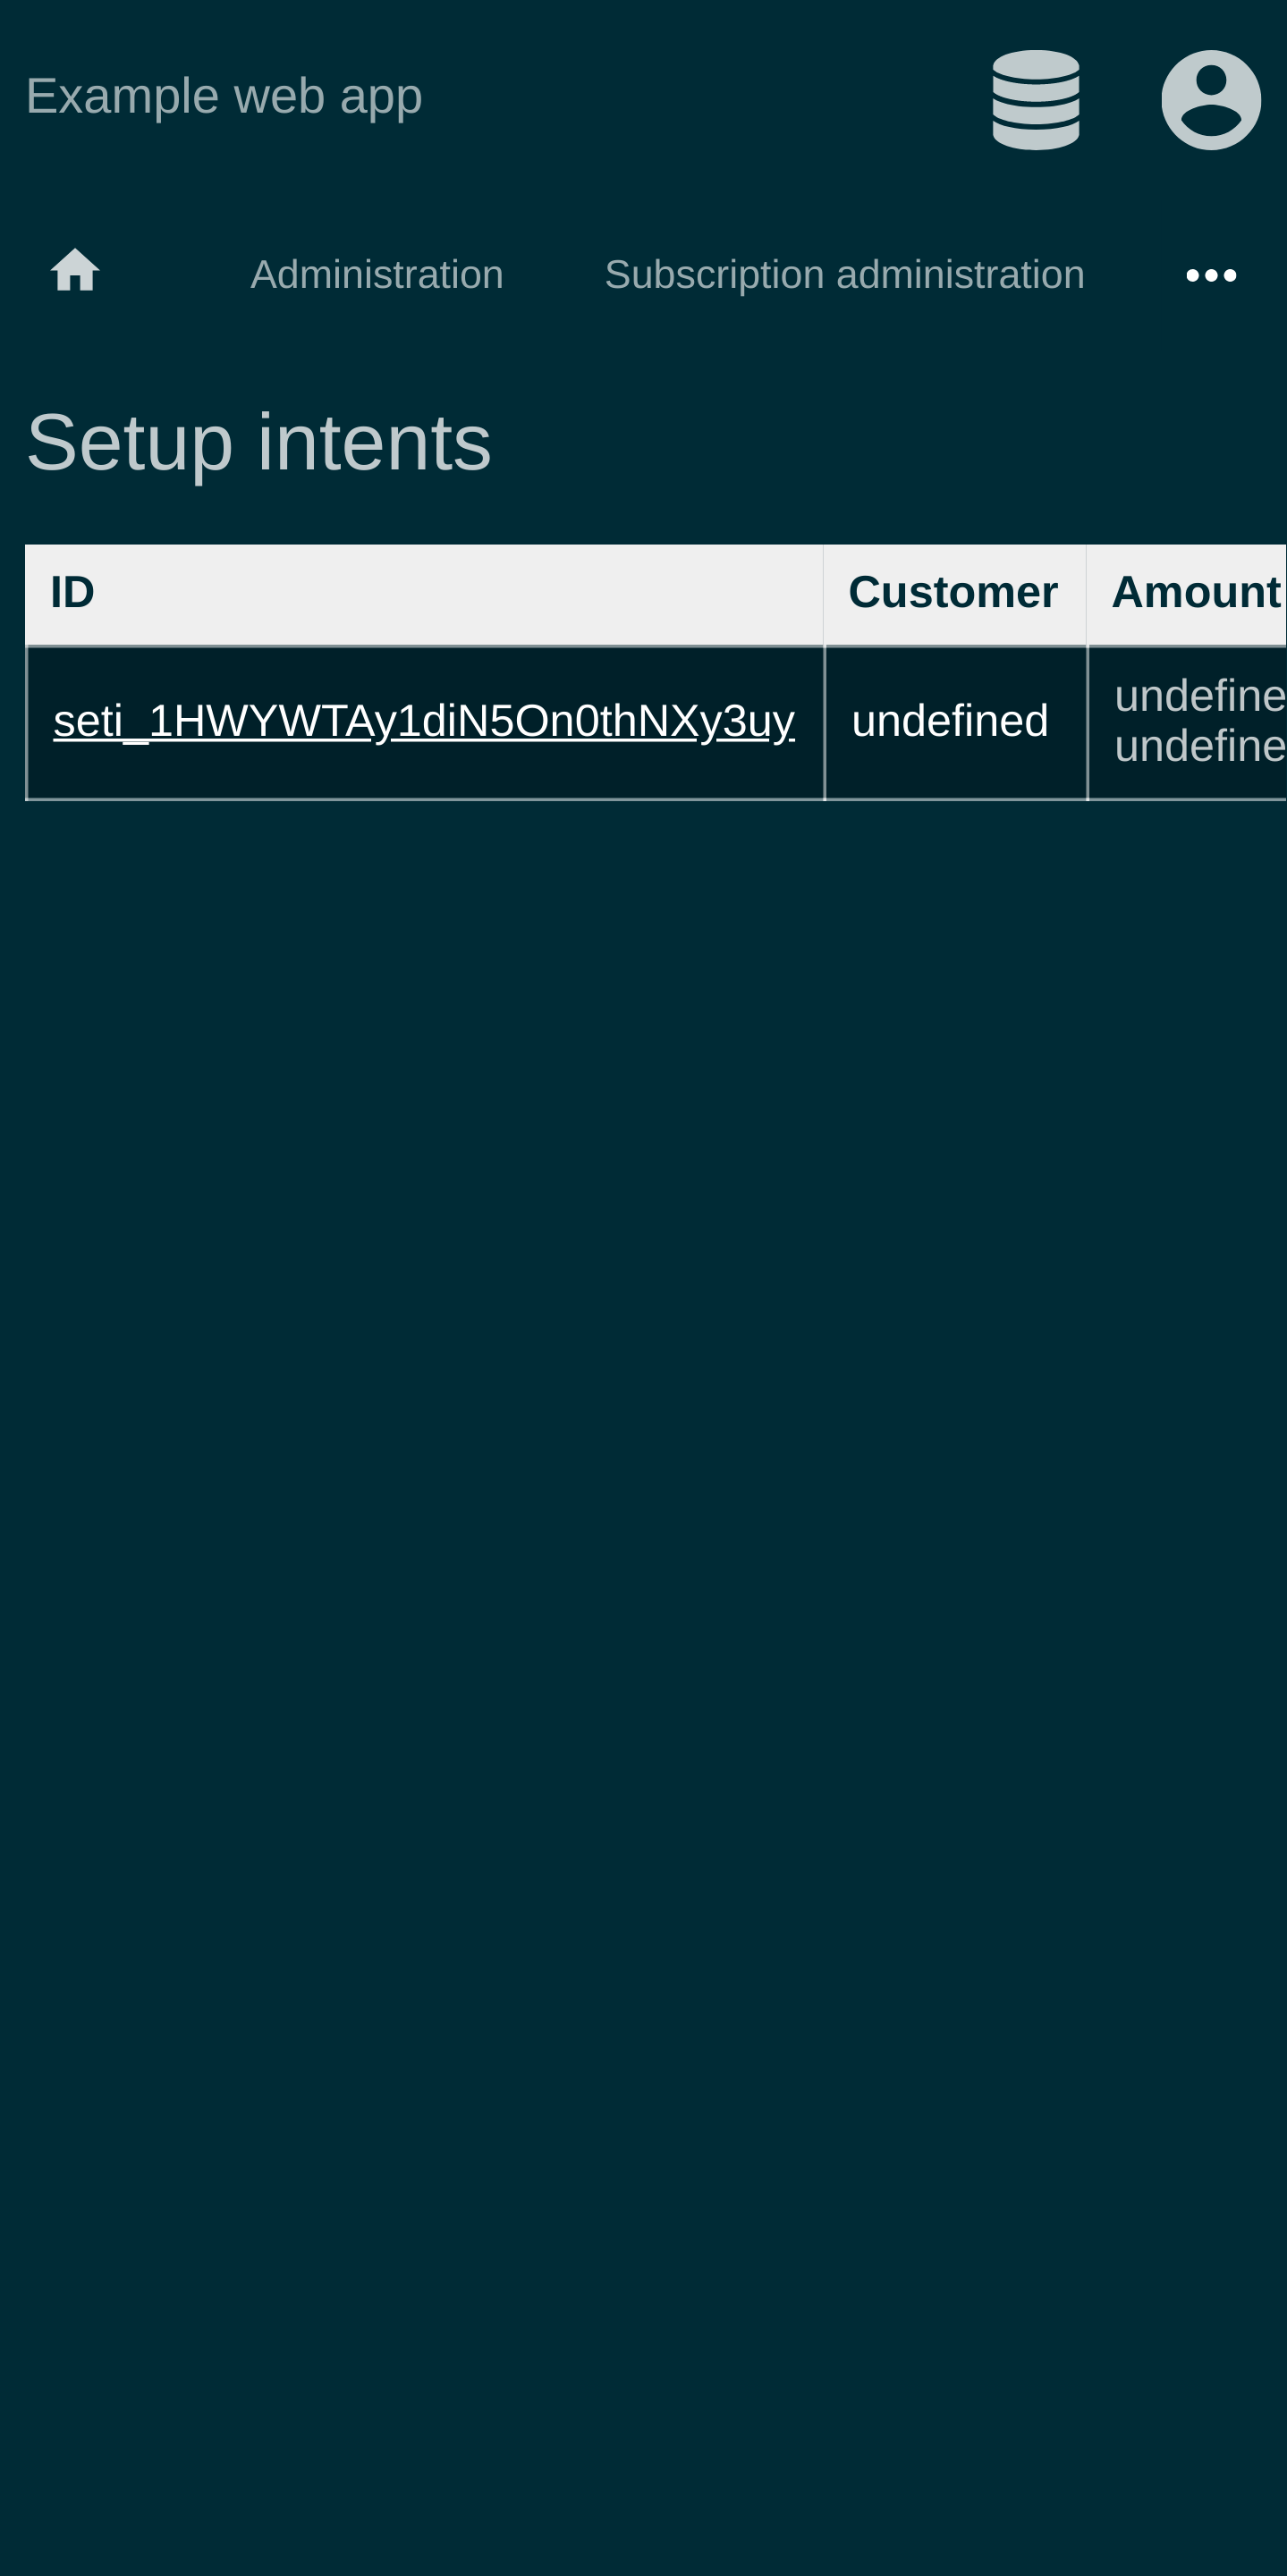 Example web app
Administration Subscription administration
Setup intents
ID Customer Amount
seti_1HWYWTAy1diN5On0thNXy3uy undefined undefine
undefine